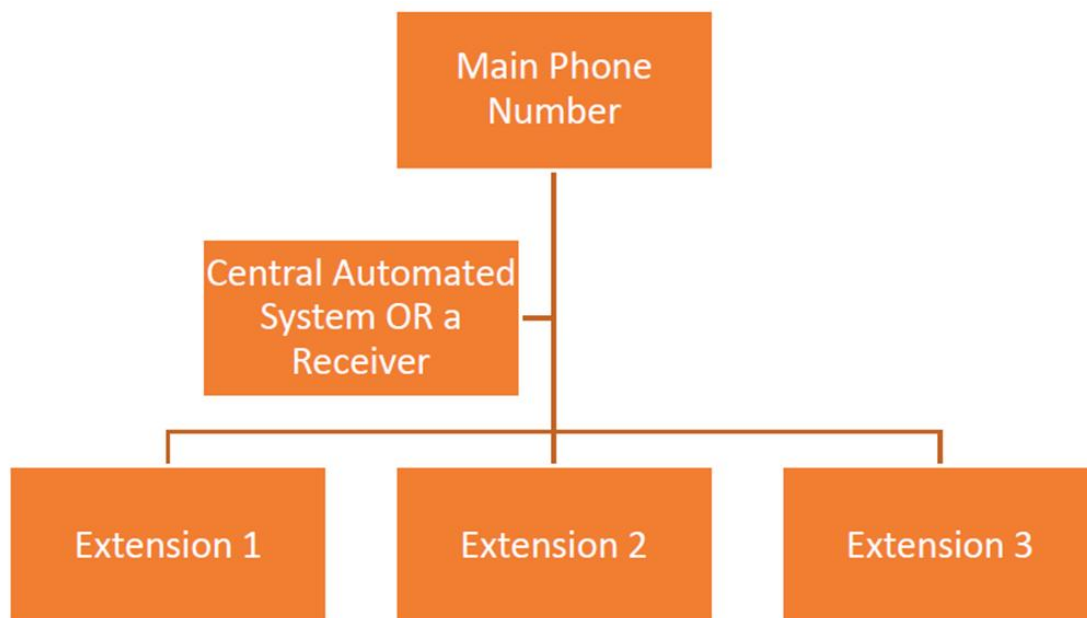 Main Phone
Number
Central Automated
System OR a
Receiver
Extension 1
Extension 2
Extension 3